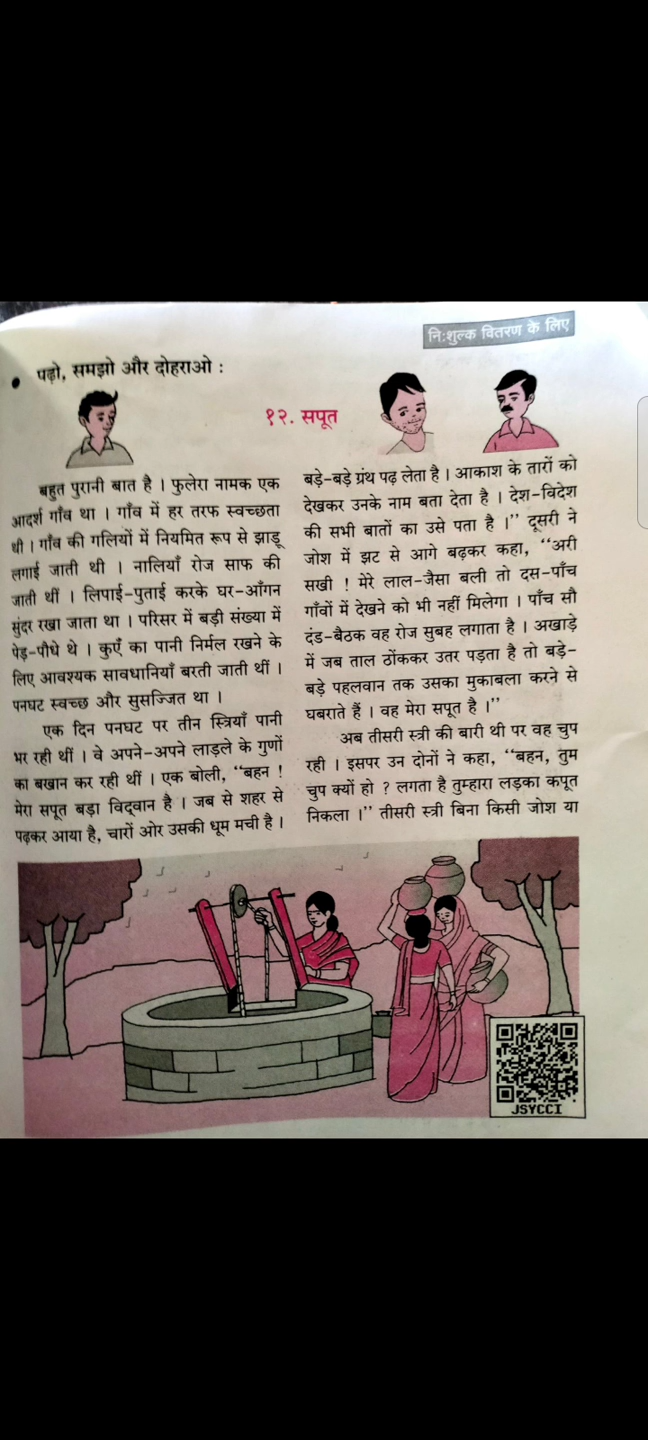 नि:शुल्क वितरण के लिए
• पढ़ो, समझो और दोहराओ :
१२. सपूत
बहुत पुरानी बात है । फुलेरा नामक एक
आदर्श गाँव था । गाँव में हर तरफ स्वच्छता
थी । गाँव की गलियों में नियमित रूप से झाड़ू
लगाई जाती थी । नालियाँ रोज साफ की
जाती थीं । लिपाई-पुताई करके घर-आँगन
सुंदर रखा जाता था । परिसर में बड़ी संख्या में
पेड़-पौधे थे । कुएँ का पानी निर्मल रखने के
लिए आवश्यक सावधानियाँ बरती जाती थीं ।
पनघट स्वच्छ और सुसज्जित था ।
एक दिन पनघट पर तीन स्त्रियाँ पानी
भर रही थीं । वे अपने-अपने लाड़ले के गुणों
का बखान कर रही थीं । एक बोली, “बहन !
मेरा सपूत बड़ा विद्‌वान है । जब से शहर से
पढ़कर आया है, चारों ओर उसकी धूम मची है ।
बड़े-बड़े ग्रंथ पढ़ लेता है । आकाश के तारों को
देखकर उनके नाम बता देता है । देश-विदेश
की सभी बातों का उसे पता है ।” दूसरी ने
जोश में झट से आगे बढ़कर कहा, “अरी
सखी ! मेरे लाल-जैसा बली तो दस-पाँच
गाँवों में देखने को भी नहीं मिलेगा । पाँच सौ
दंड-बैठक वह रोज सुबह लगाता है । अखाड़े
में जब ताल ठोंककर उतर पड़ता है तो बड़े-
बड़े पहलवान तक उसका मुकाबला करने से
घबराते हैं । वह मेरा सपूत है ।”
अब तीसरी स्त्री की बारी थी पर वह चुप
रही । इसपर उन दोनों ने कहा, “बहन, तुम
चुप क्यों हो ? लगता है तुम्हारा लड़का कपूत
निकला ।” तीसरी स्त्री बिना किसी जोश या
JSYCCI